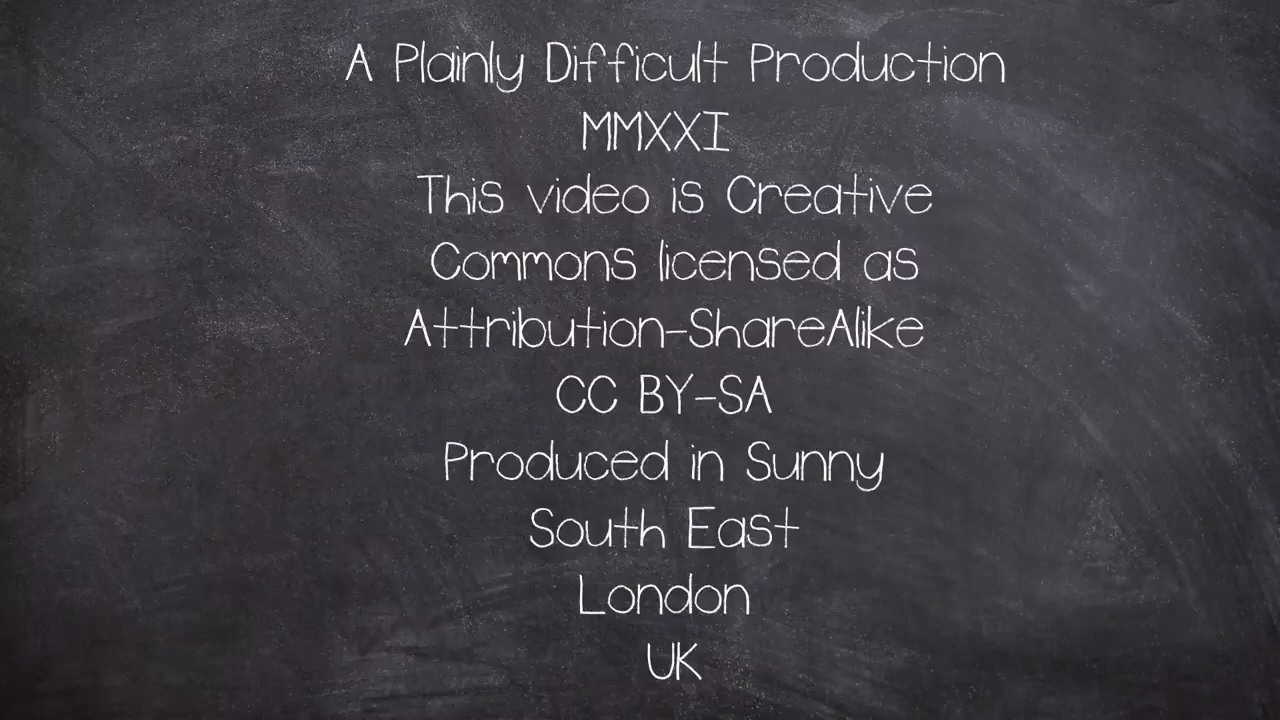 A Plainly Difficult Production
MMXXI
This video is Creative
Commons licensed as
Attribution-ShareAlike
CC BY-SA
Produced in Sunny
South East
London
UK